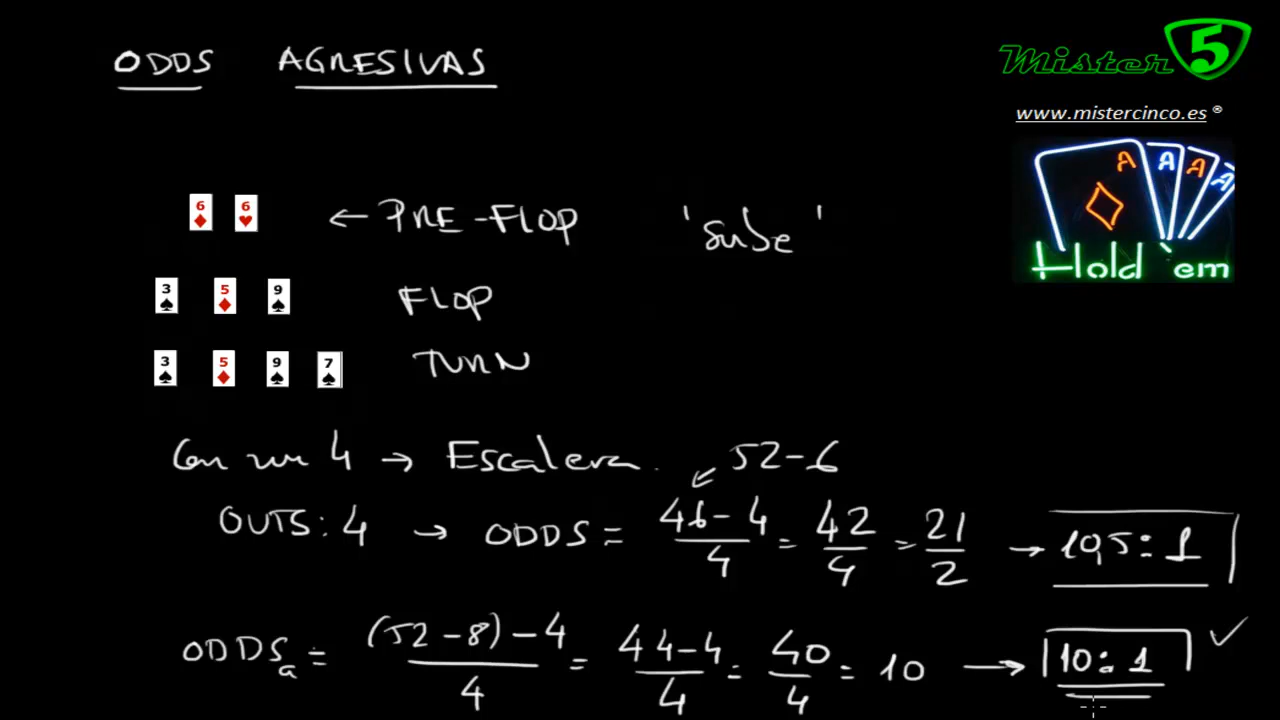 ODDS AGRESIVAS
Mister 5
www.mistercinco.es ®
A A A A
Hold'em
6 6 ← PRE-FLOP 'sube'
3 5 9 FLOP
3 5 9 7 TURN
Con un 4 → Escalera. 52-6
OUTS: 4 → ODDS = 46-4/4 = 42/4 = 21/2 → 10,5:1
ODDSa = (52-8)-4/4 = 44-4/4 = 40/4 = 10 → 10:1 ✓